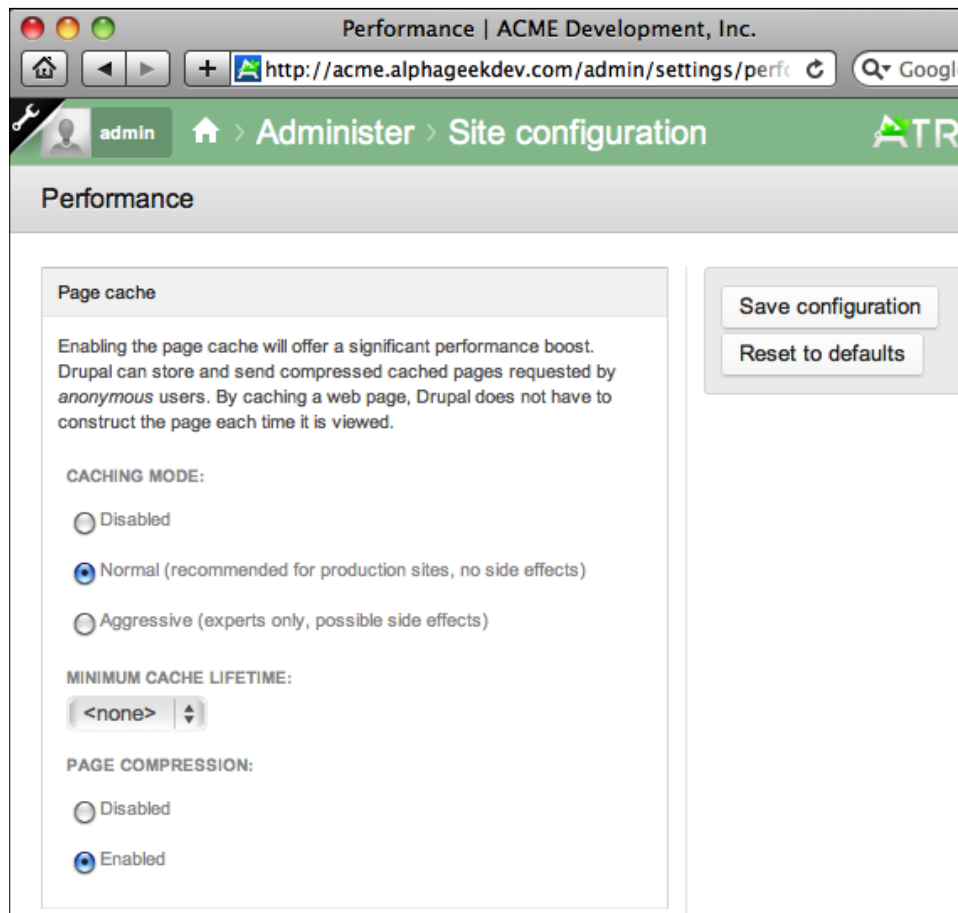 Performance | ACME Development, Inc.
http://acme.alphageekdev.com/admin/settings/perfo
Googl
admin
Administer > Site configuration
ATR
Performance
Page cache
Save configuration
Reset to defaults
Enabling the page cache will offer a significant performance boost.
Drupal can store and send compressed cached pages requested by
anonymous users. By caching a web page, Drupal does not have to
construct the page each time it is viewed.
CACHING MODE:
Disabled
Normal (recommended for production sites, no side effects)
Aggressive (experts only, possible side effects)
MINIMUM CACHE LIFETIME:
<none>
PAGE COMPRESSION:
Disabled
Enabled